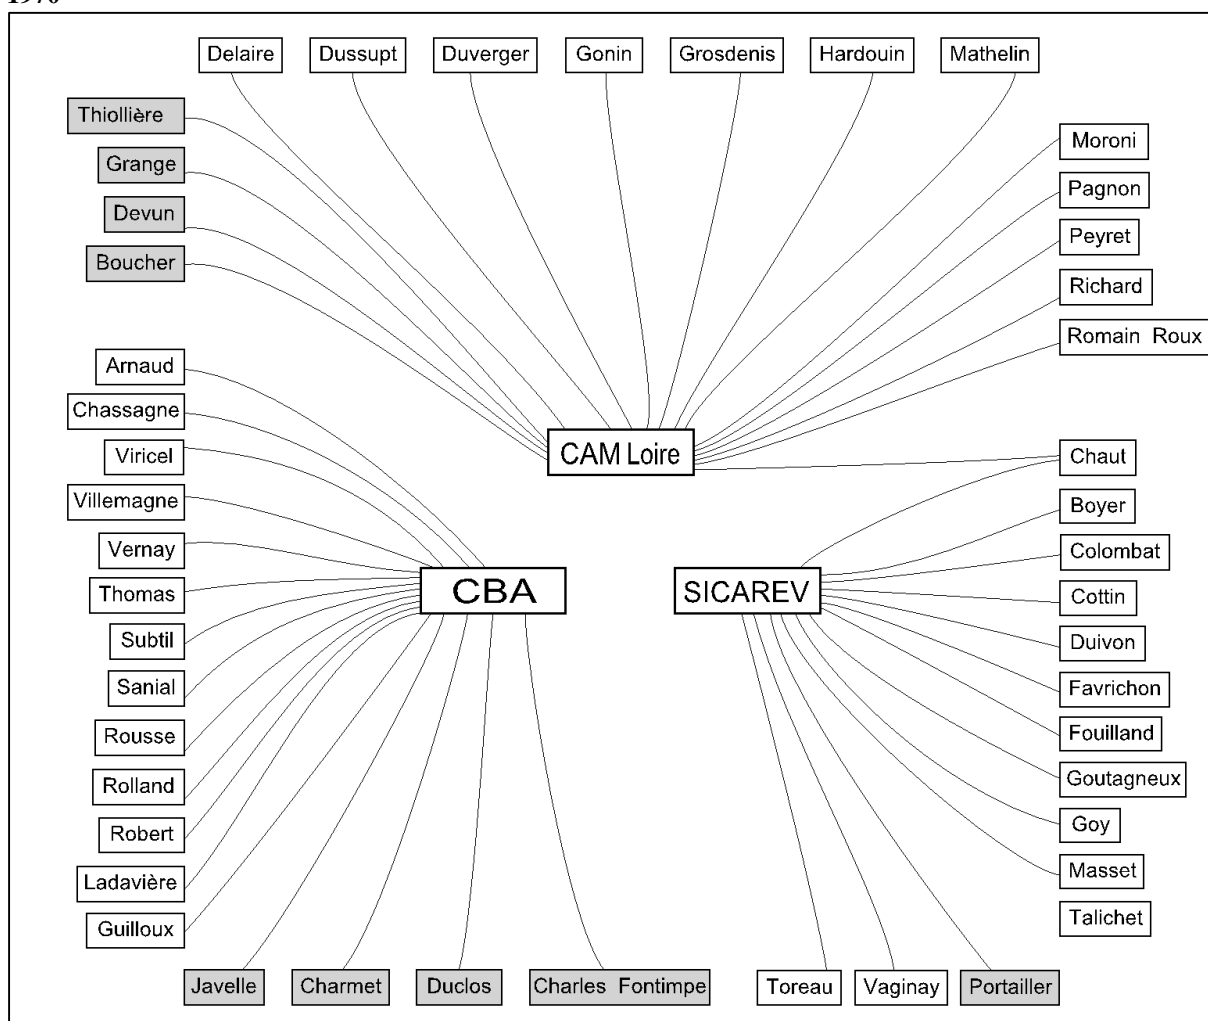 Delaire
Dussupt
Duverger
Gonin
Grosdenis
Hardouin
Mathelin
Thiollière
Grange
Devun
Boucher
Moroni
Pagnon
Peyret
Richard
Romain Roux
Arnaud
Chassagne
Viricel
Villemagne
Vernay
Thomas
Subtil
Sanial
Rousse
Rolland
Robert
Ladavière
Guilloux
CAM Loire
CBA
SICAREV
Chaut
Boyer
Colombat
Cottin
Duivon
Favrichon
Fouilland
Goutagneux
Goy
Masset
Talichet
Javelle
Charmet
Duclos
Charles Fontimpe
Toreau
Vaginay
Portailler